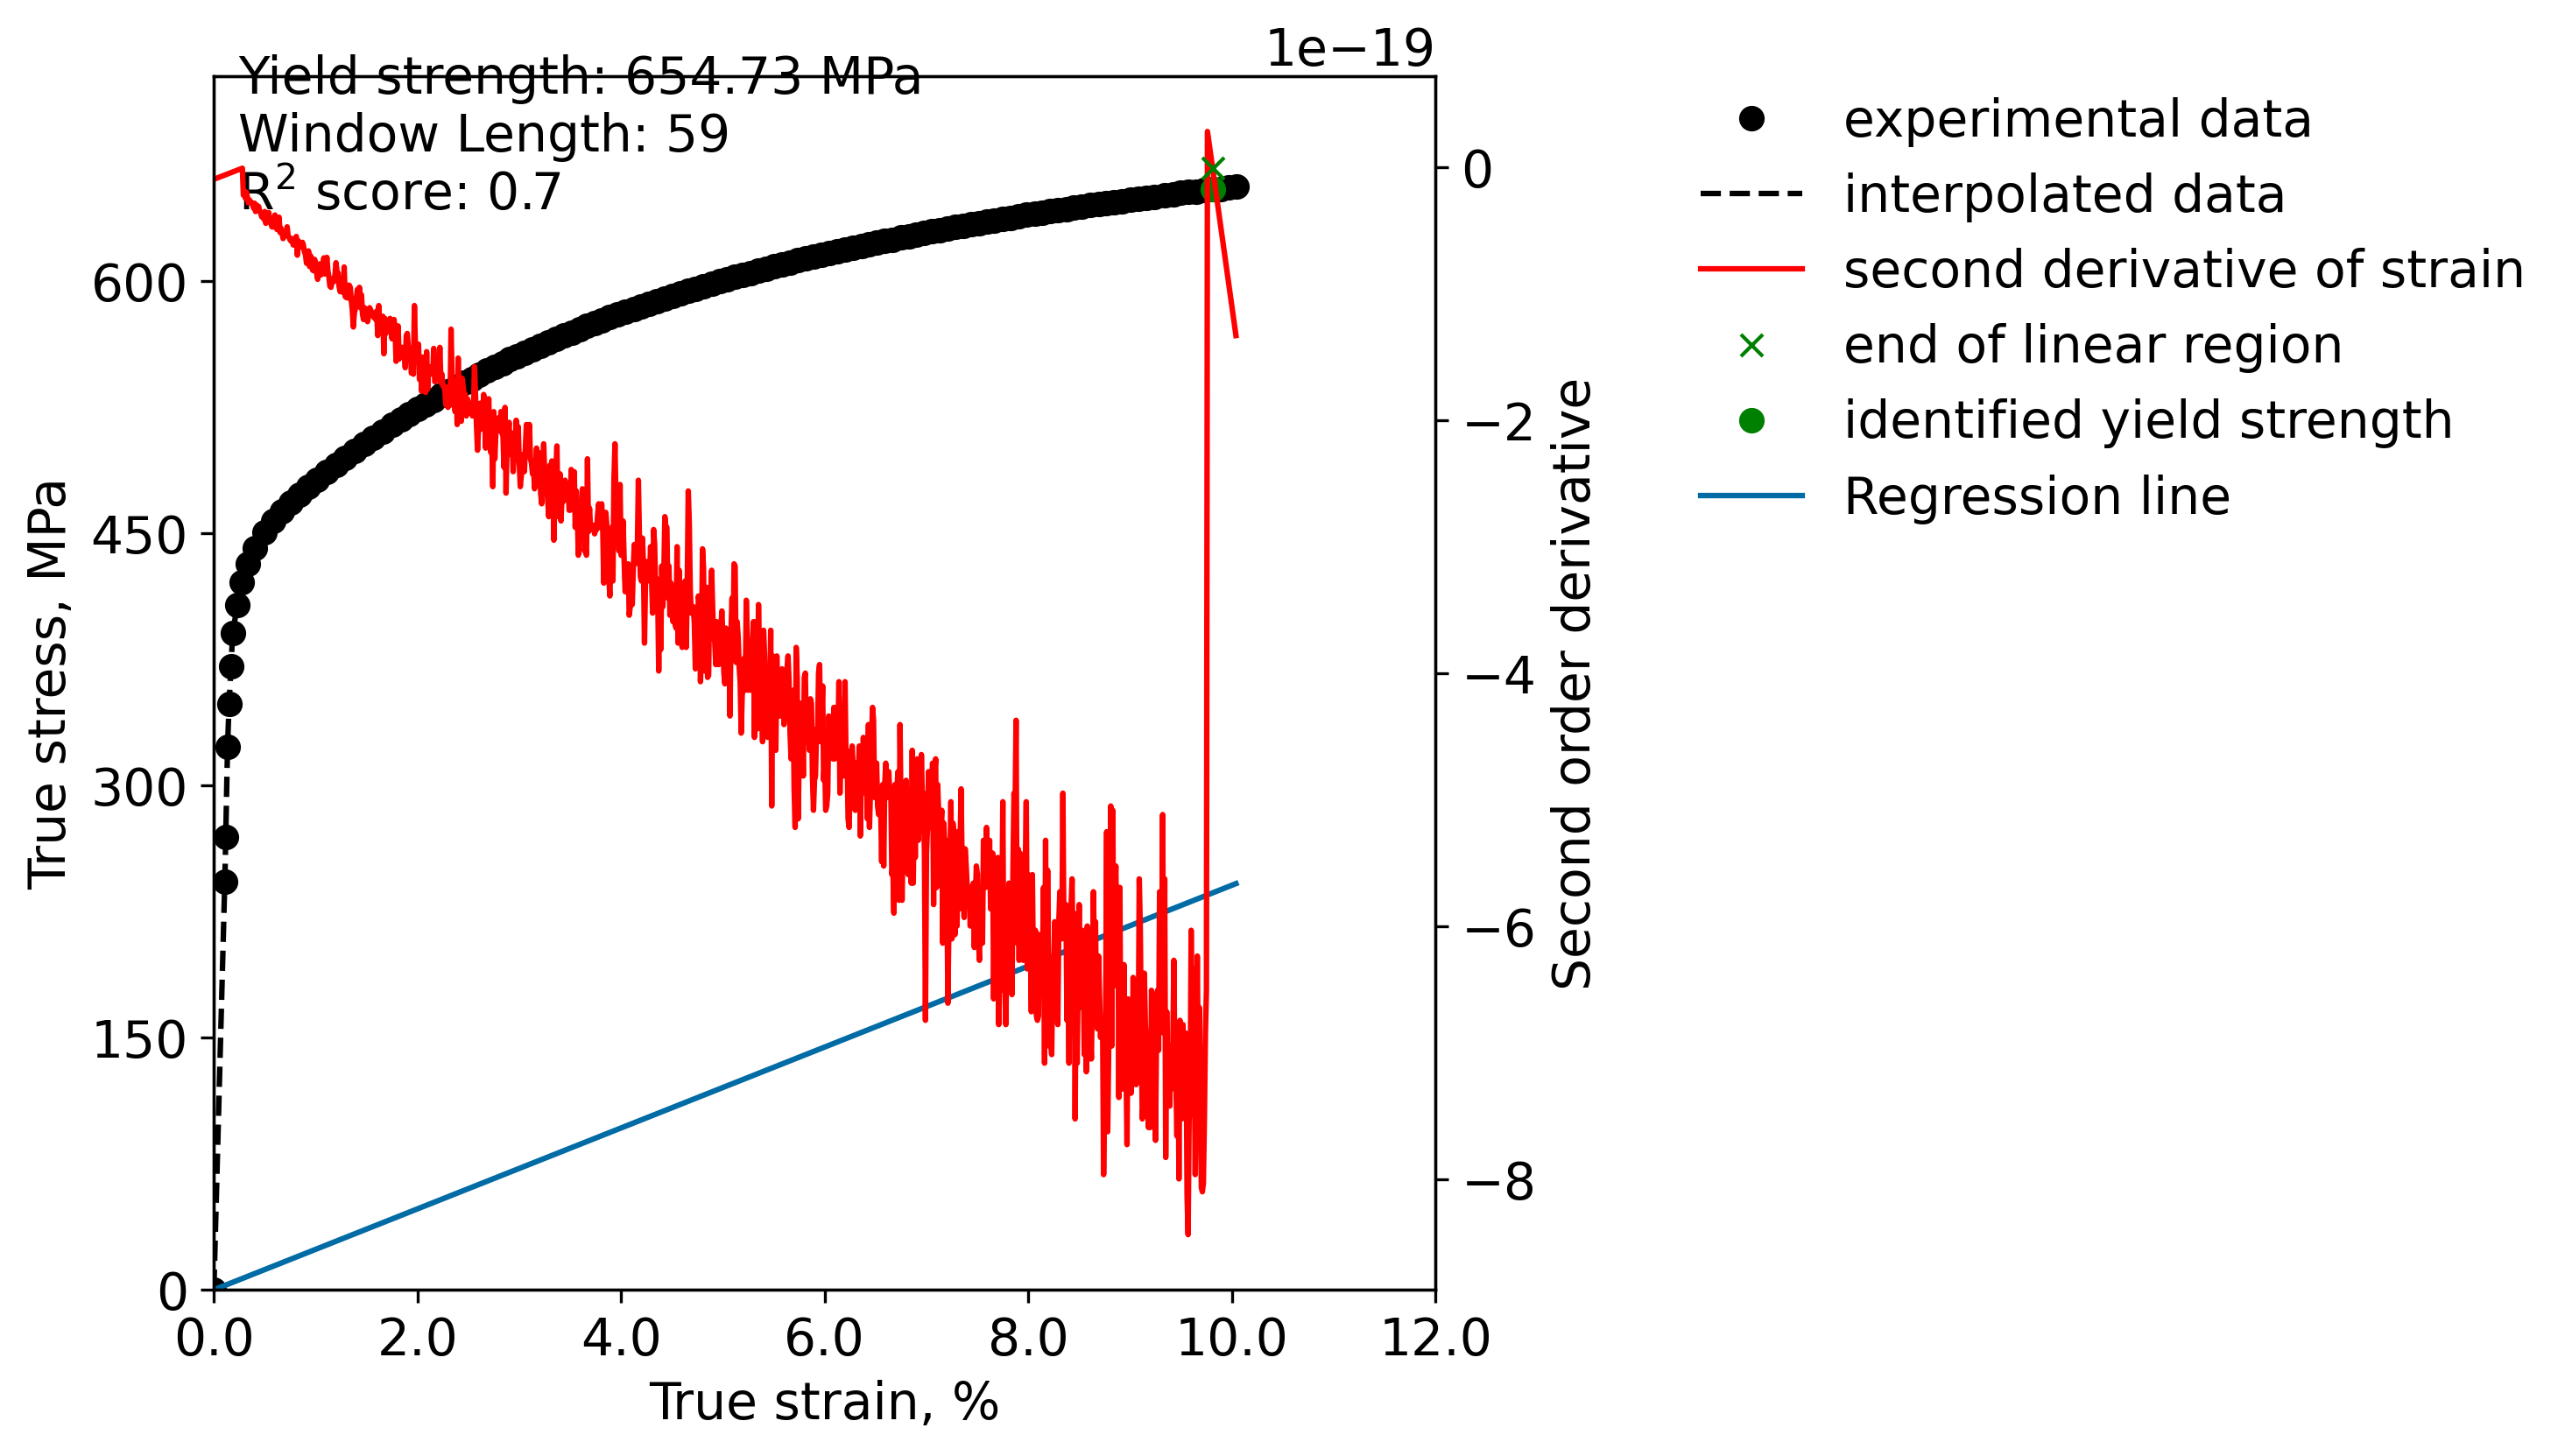 1e−19
Yield strength: 654.73 MPa
Window Length: 59
R² score: 0.7
experimental data
interpolated data
second derivative of strain
end of linear region
identified yield strength
Regression line
True stress, MPa
600
450
300
150
0
0.0 2.0 4.0 6.0 8.0 10.0 12.0
True strain, %
0
−2
−4
−6
−8
Second order derivative